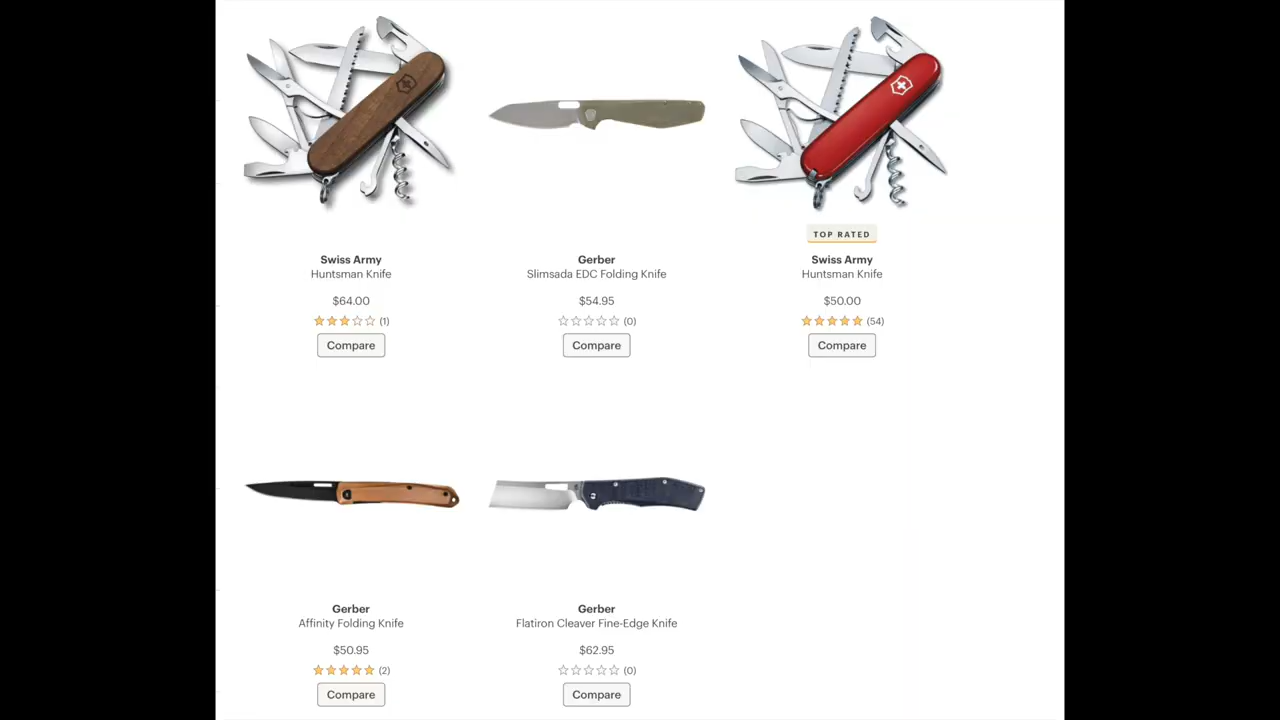 TOP RATED
Swiss Army
Huntsman Knife
$64.00
(1)
Compare
Gerber
Slimsada EDC Folding Knife
$54.95
(0)
Compare
Swiss Army
Huntsman Knife
$50.00
(54)
Compare
Gerber
Affinity Folding Knife
$50.95
(2)
Compare
Gerber
Flatiron Cleaver Fine-Edge Knife
$62.95
(0)
Compare